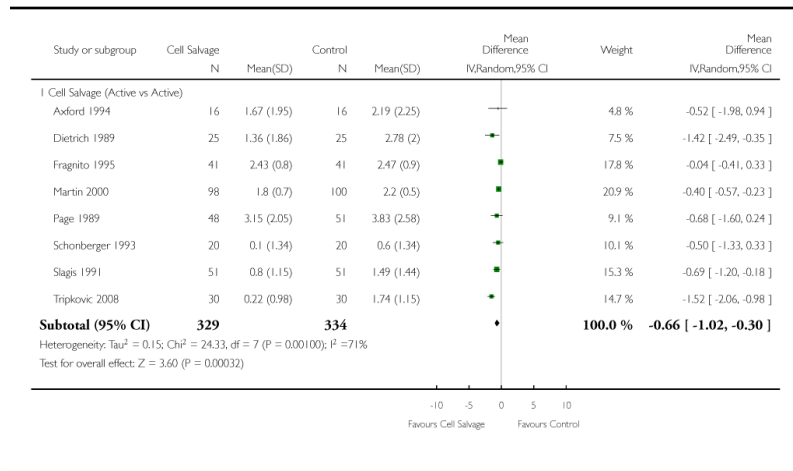 Study or subgroup Cell Salvage Control Mean Difference Weight Mean Difference
N Mean(SD) N Mean(SD) IV,Random,95% CI IV,Random,95% CI
1 Cell Salvage (Active vs Active)
Axford 1994 16 1.67 (1.95) 16 2.19 (2.25) 4.8 % -0.52 [ -1.98, 0.94 ]
Dietrich 1989 25 1.36 (1.86) 25 2.78 (2) 7.5 % -1.42 [ -2.49, -0.35 ]
Fragnito 1995 41 2.43 (0.8) 41 2.47 (0.9) 17.8 % -0.04 [ -0.41, 0.33 ]
Martin 2000 98 1.8 (0.7) 100 2.2 (0.5) 20.9 % -0.40 [ -0.57, -0.23 ]
Page 1989 48 3.15 (2.05) 51 3.83 (2.58) 9.1 % -0.68 [ -1.60, 0.24 ]
Schonberger 1993 20 0.1 (1.34) 20 0.6 (1.34) 10.1 % -0.50 [ -1.33, 0.33 ]
Slagis 1991 51 0.8 (1.15) 51 1.49 (1.44) 15.3 % -0.69 [ -1.20, -0.18 ]
Tripkovic 2008 30 0.22 (0.98) 30 1.74 (1.15) 14.7 % -1.52 [ -2.06, -0.98 ]
Subtotal (95% CI) 329 334 100.0 % -0.66 [ -1.02, -0.30 ]
Heterogeneity: Tau² = 0.15; Chi² = 24.33, df = 7 (P = 0.00100); I² =71%
Test for overall effect: Z = 3.60 (P = 0.00032)
-10 -5 0 5 10
Favours Cell Salvage Favours Control